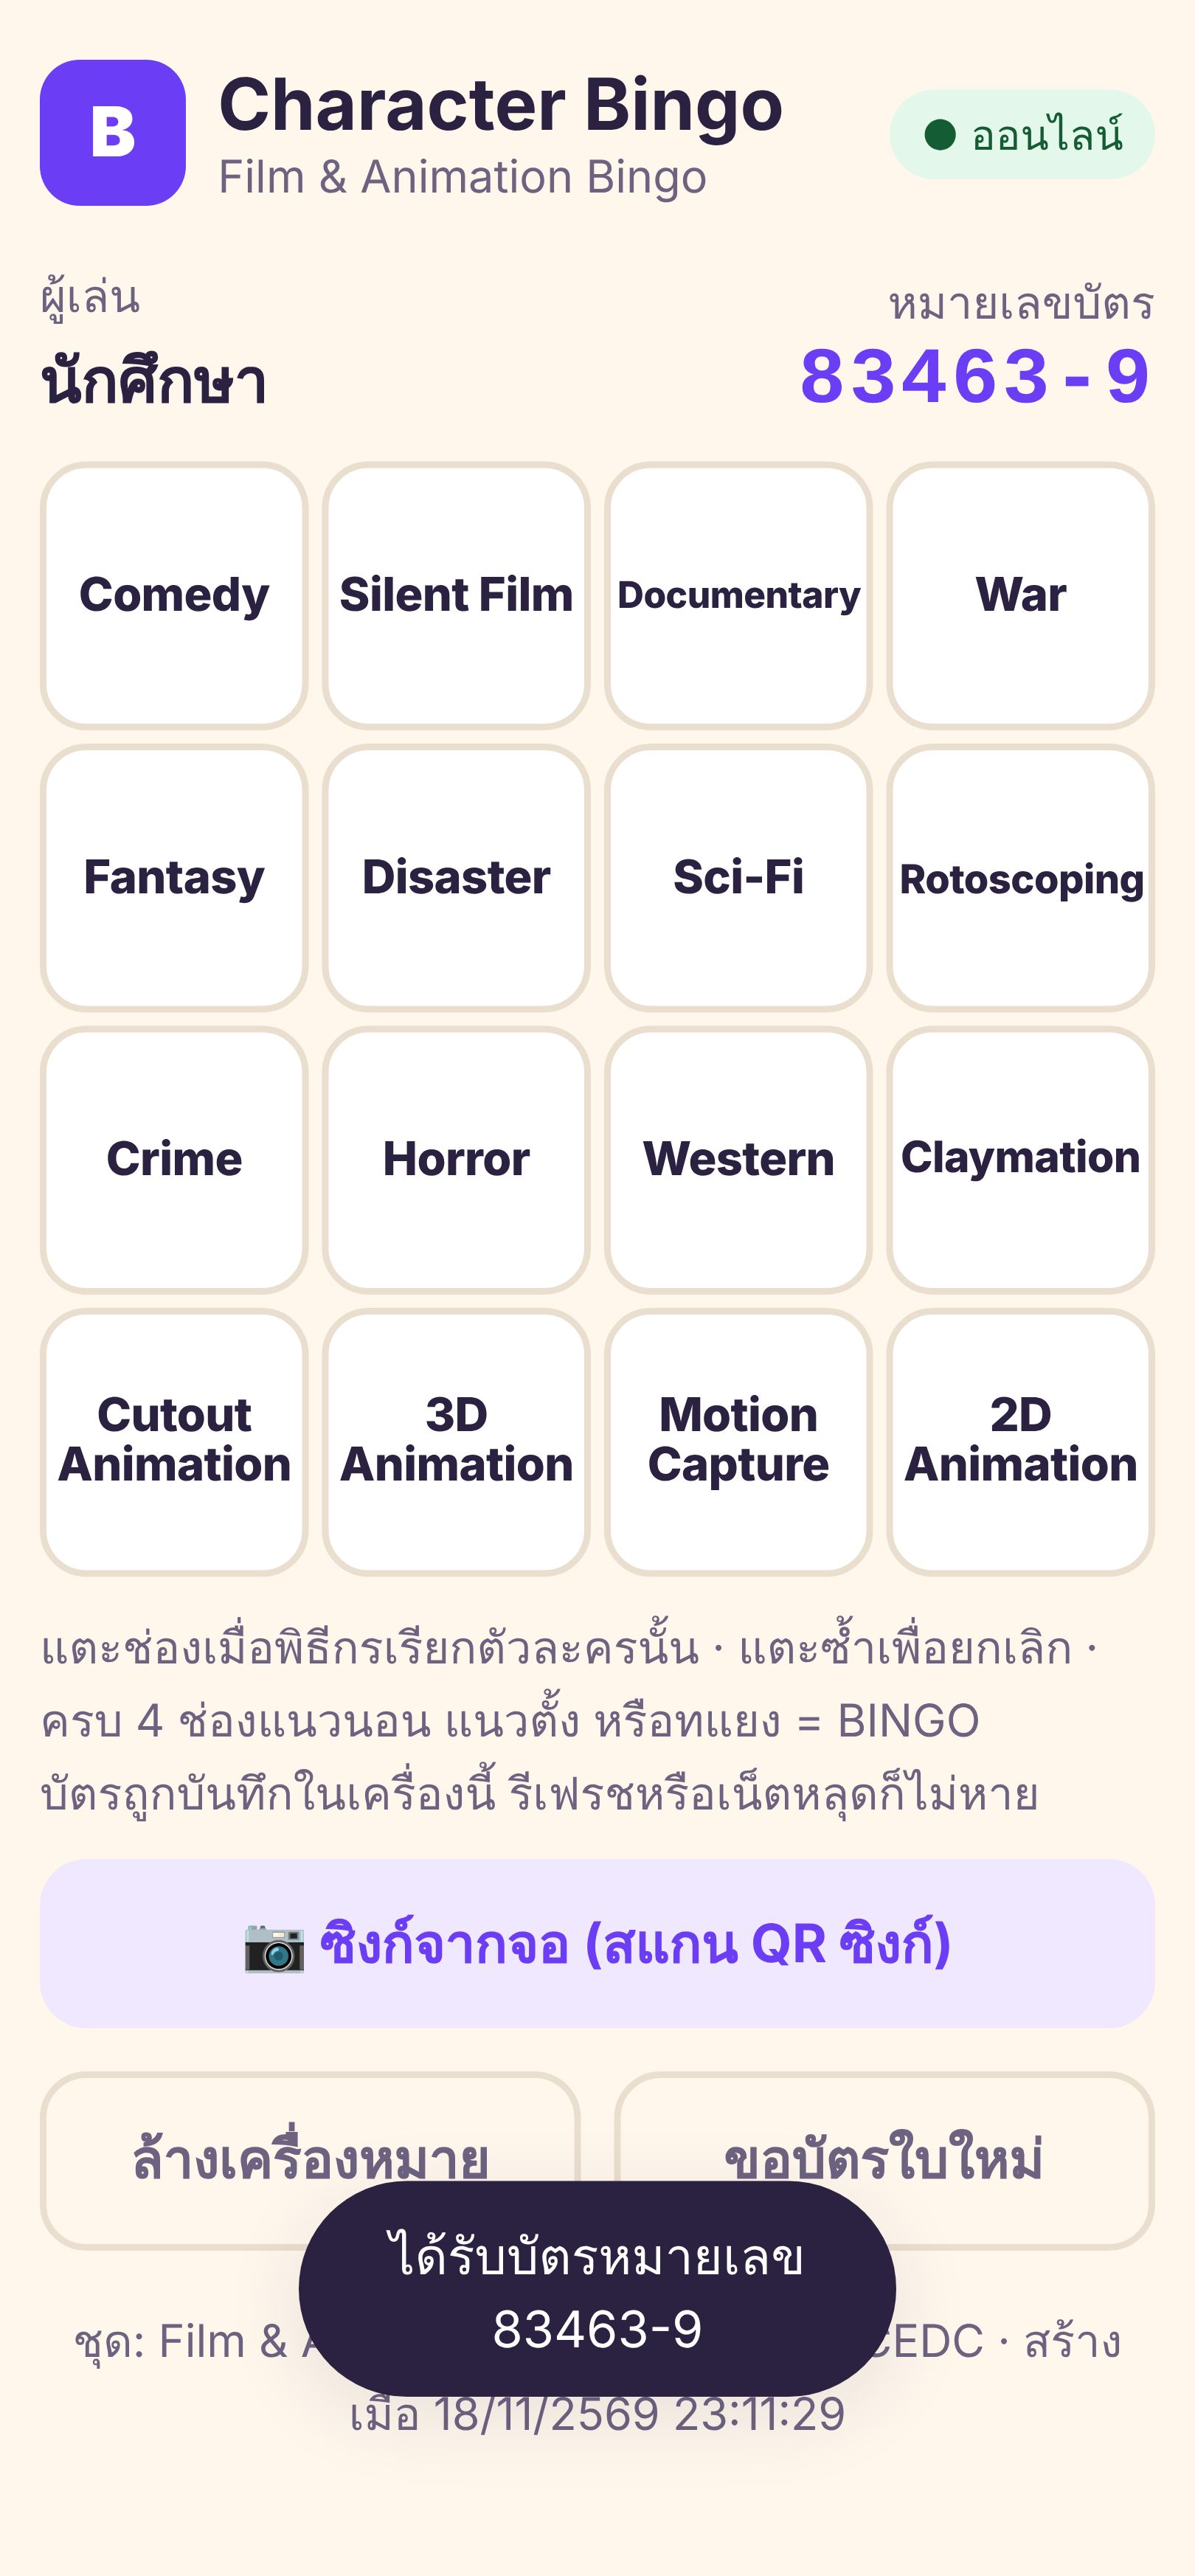 B
Character Bingo
Film & Animation Bingo
ออนไลน์
ผู้เล่น
นักศึกษา
หมายเลขบัตร
83463-9
Comedy
Silent Film
Documentary
War
Fantasy
Disaster
Sci-Fi
Rotoscoping
Crime
Horror
Western
Claymation
Cutout
Animation
3D
Animation
Motion
Capture
2D
Animation
แตะช่องเมื่อพิธีกรเรียกตัวละครนั้น · แตะซ้ำเพื่อยกเลิก ·
ครบ 4 ช่องแนวนอน แนวตั้ง หรือทแยง = BINGO
บัตรถูกบันทึกในเครื่องนี้ รีเฟรชหรือเน็ตหลุดก็ไม่หาย
ซิงก์จากจอ (สแกน QR ซิงก์)
ล้างเครื่องหมาย
ขอบัตรใบใหม่
ได้รับบัตรหมายเลข
83463-9
ชุด: Film & · สร้าง
เมื่อ 18/11/2569 23:11:29